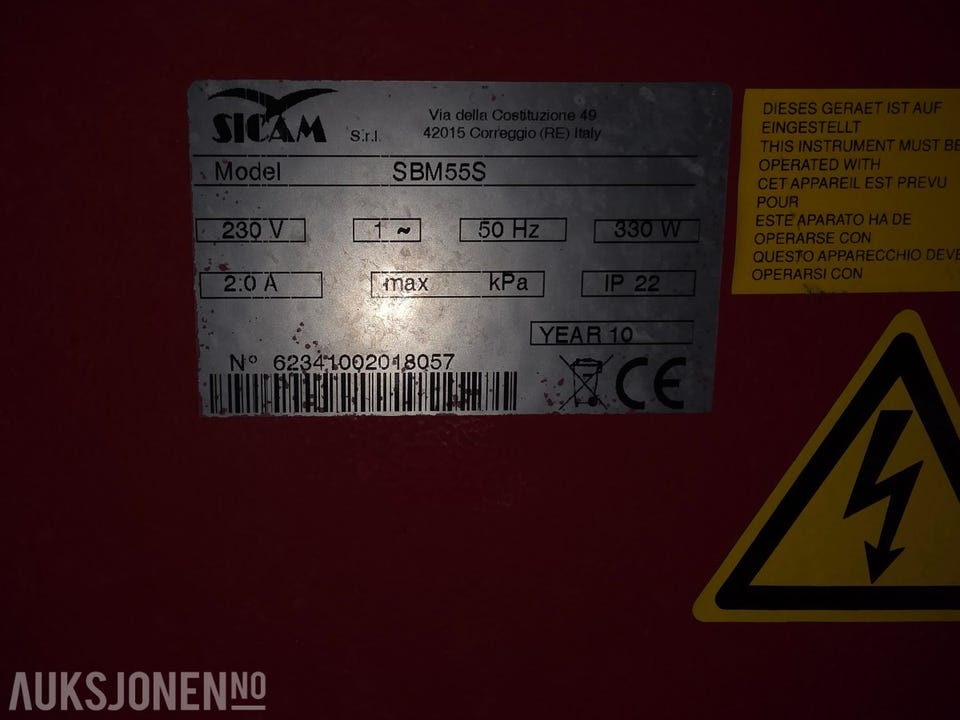 SICAM S.r.l.
Via della Costituzione 49
42015 Correggio (RE) Italy
Model SBM55S
230 V 1 ~ 50 Hz 330 W
2.0 A max kPa IP 22
YEAR 10
N° 62341002018057
CE
DIESES GERAET IST AUF
EINGESTELLT
THIS INSTRUMENT MUST BE
OPERATED WITH
CET APPAREIL EST PREVU
POUR
ESTE APARATO HA DE
OPERARSE CON
QUESTO APPARECCHIO DEVE
OPERARSI CON
AUKSJONEN NO